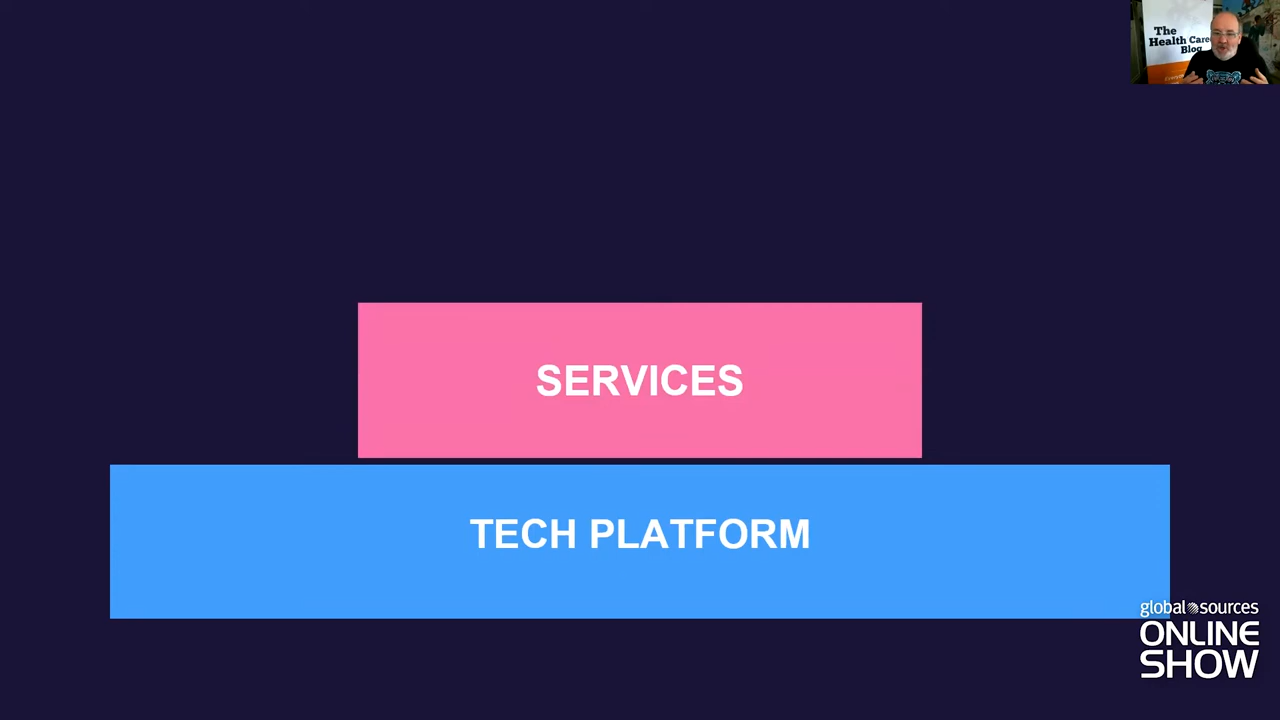 The
Health Care
Blog
SERVICES
TECH PLATFORM
global sources
ONLINE
SHOW